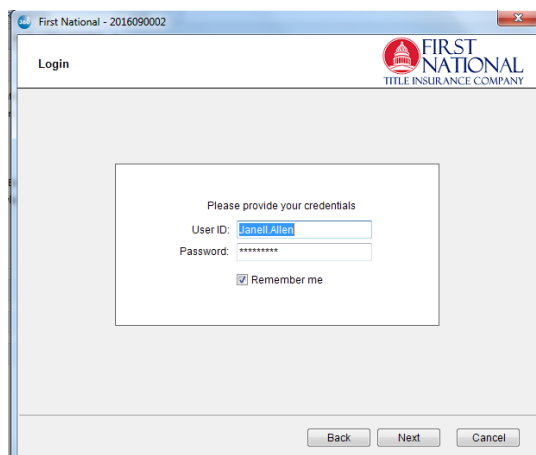 360 First National - 2016090002
Login
FIRST
NATIONAL
TITLE INSURANCE COMPANY
Please provide your credentials
User ID: Janell.Allen
Password: *********
Remember me
Back Next Cancel